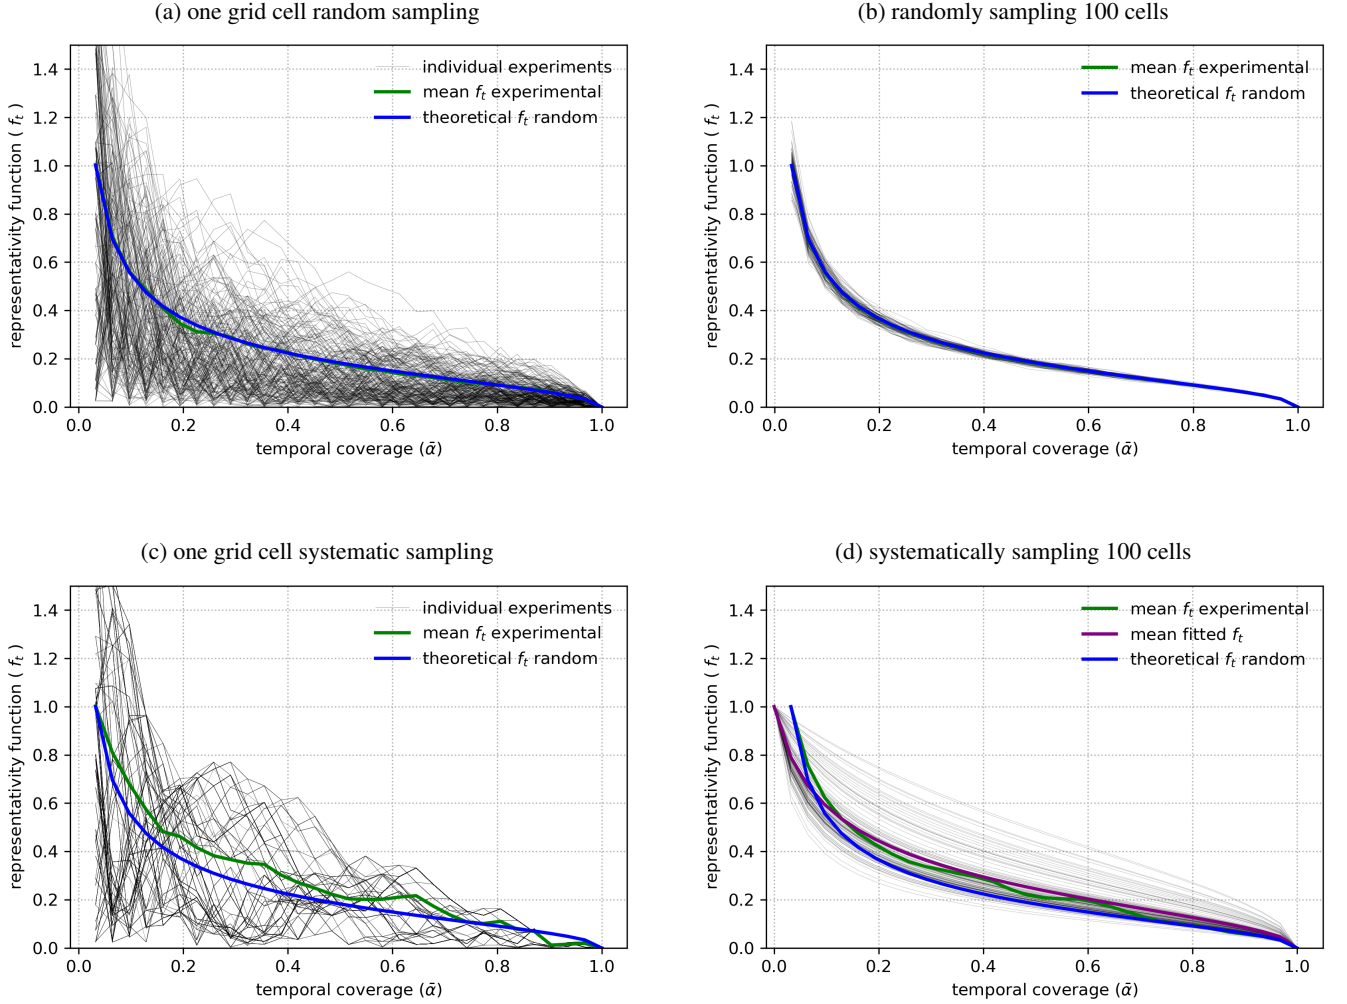 (a) one grid cell random sampling
1.4
1.2
1.0
0.8
0.6
0.4
0.2
0.0
representativity function ( fₜ )
individual experiments
mean fₜ experimental
theoretical fₜ random
0.0 0.2 0.4 0.6 0.8 1.0
temporal coverage (ᾱ)
(b) randomly sampling 100 cells
1.4
1.2
1.0
0.8
0.6
0.4
0.2
0.0
representativity function ( fₜ )
mean fₜ experimental
theoretical fₜ random
0.0 0.2 0.4 0.6 0.8 1.0
temporal coverage (ᾱ)
(c) one grid cell systematic sampling
1.4
1.2
1.0
0.8
0.6
0.4
0.2
0.0
representativity function ( fₜ )
individual experiments
mean fₜ experimental
theoretical fₜ random
0.0 0.2 0.4 0.6 0.8 1.0
temporal coverage (ᾱ)
(d) systematically sampling 100 cells
1.4
1.2
1.0
0.8
0.6
0.4
0.2
0.0
representativity function ( fₜ )
mean fₜ experimental
mean fitted fₜ
theoretical fₜ random
0.0 0.2 0.4 0.6 0.8 1.0
temporal coverage (ᾱ)